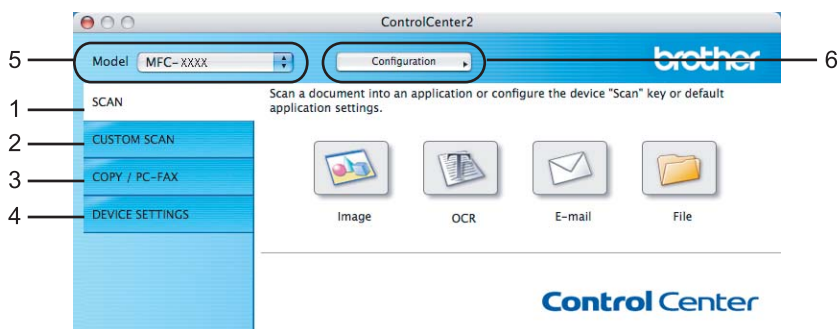 ControlCenter2
5
Model MFC-XXXX
Configuration
brother
6
1
SCAN
Scan a document into an application or configure the device "Scan" key or default
application settings.
2
CUSTOM SCAN
3
COPY / PC-FAX
4
DEVICE SETTINGS
Image
OCR
E-mail
File
Control Center